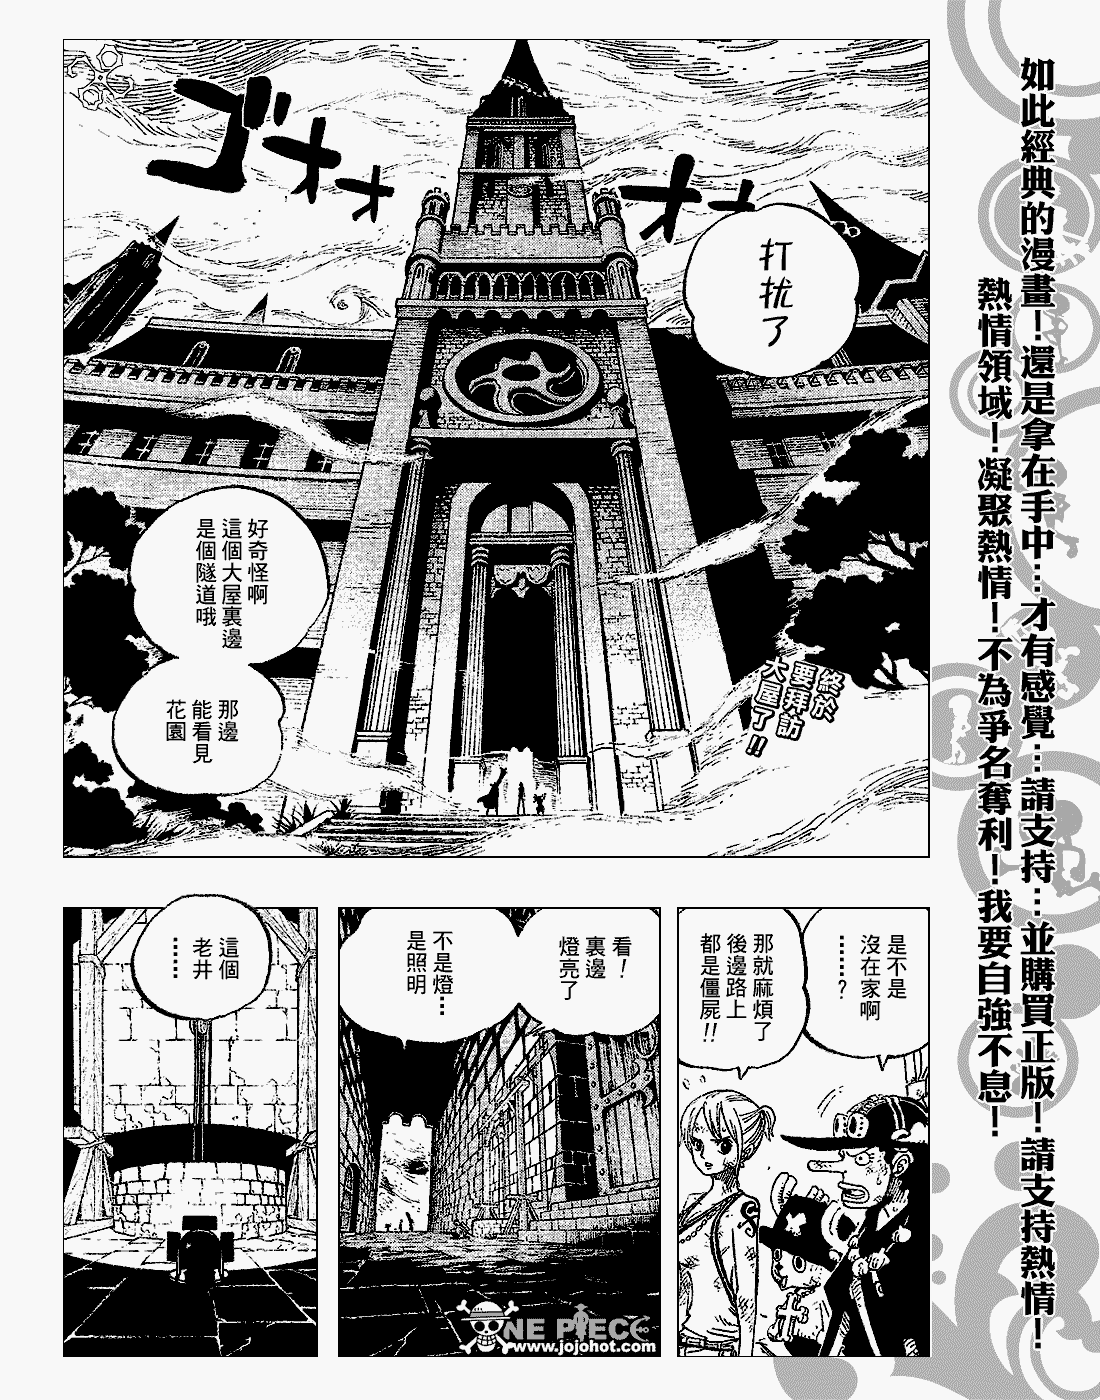 如此經典的漫畫！還是拿在手中…才有感覺…請支持…並購買正版！請支持熱情！
熱情領域！凝聚熱情！不為爭名奪利！我要自強不息！
ゴオオオオ
打
扰
了
好奇怪啊
這個大屋裏邊
是個隧道哦
那邊
能看見
花園
終於
要拜訪
大屋了!!
是不是
沒在家啊
……?
那就麻煩了
後邊路上
都是僵屍!!
看！
裏邊
燈亮了
不是燈…
是照明
這個
老井
……
ONE PIECE
www.jojohot.com